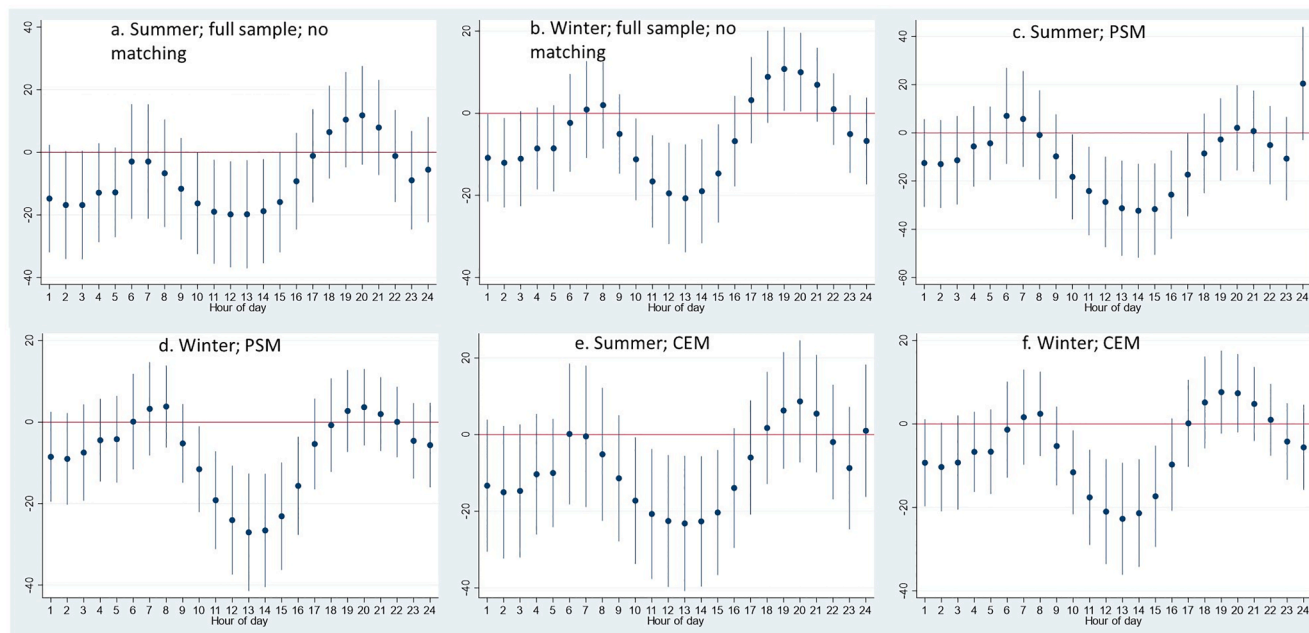 a. Summer; full sample; no
matching
40
20
0
-20
-40
1 2 3 4 5 6 7 8 9 10 11 12 13 14 15 16 17 18 19 20 21 22 23 24
Hour of day
b. Winter; full sample; no
matching
20
0
-20
-40
1 2 3 4 5 6 7 8 9 10 11 12 13 14 15 16 17 18 19 20 21 22 23 24
Hour of day
c. Summer; PSM
40
20
0
-20
-40
-60
1 2 3 4 5 6 7 8 9 10 11 12 13 14 15 16 17 18 19 20 21 22 23 24
Hour of day
d. Winter; PSM
20
0
-20
-40
1 2 3 4 5 6 7 8 9 10 11 12 13 14 15 16 17 18 19 20 21 22 23 24
Hour of day
e. Summer; CEM
20
0
-20
-40
1 2 3 4 5 6 7 8 9 10 11 12 13 14 15 16 17 18 19 20 21 22 23 24
Hour of day
f. Winter; CEM
20
0
-20
-40
1 2 3 4 5 6 7 8 9 10 11 12 13 14 15 16 17 18 19 20 21 22 23 24
Hour of day